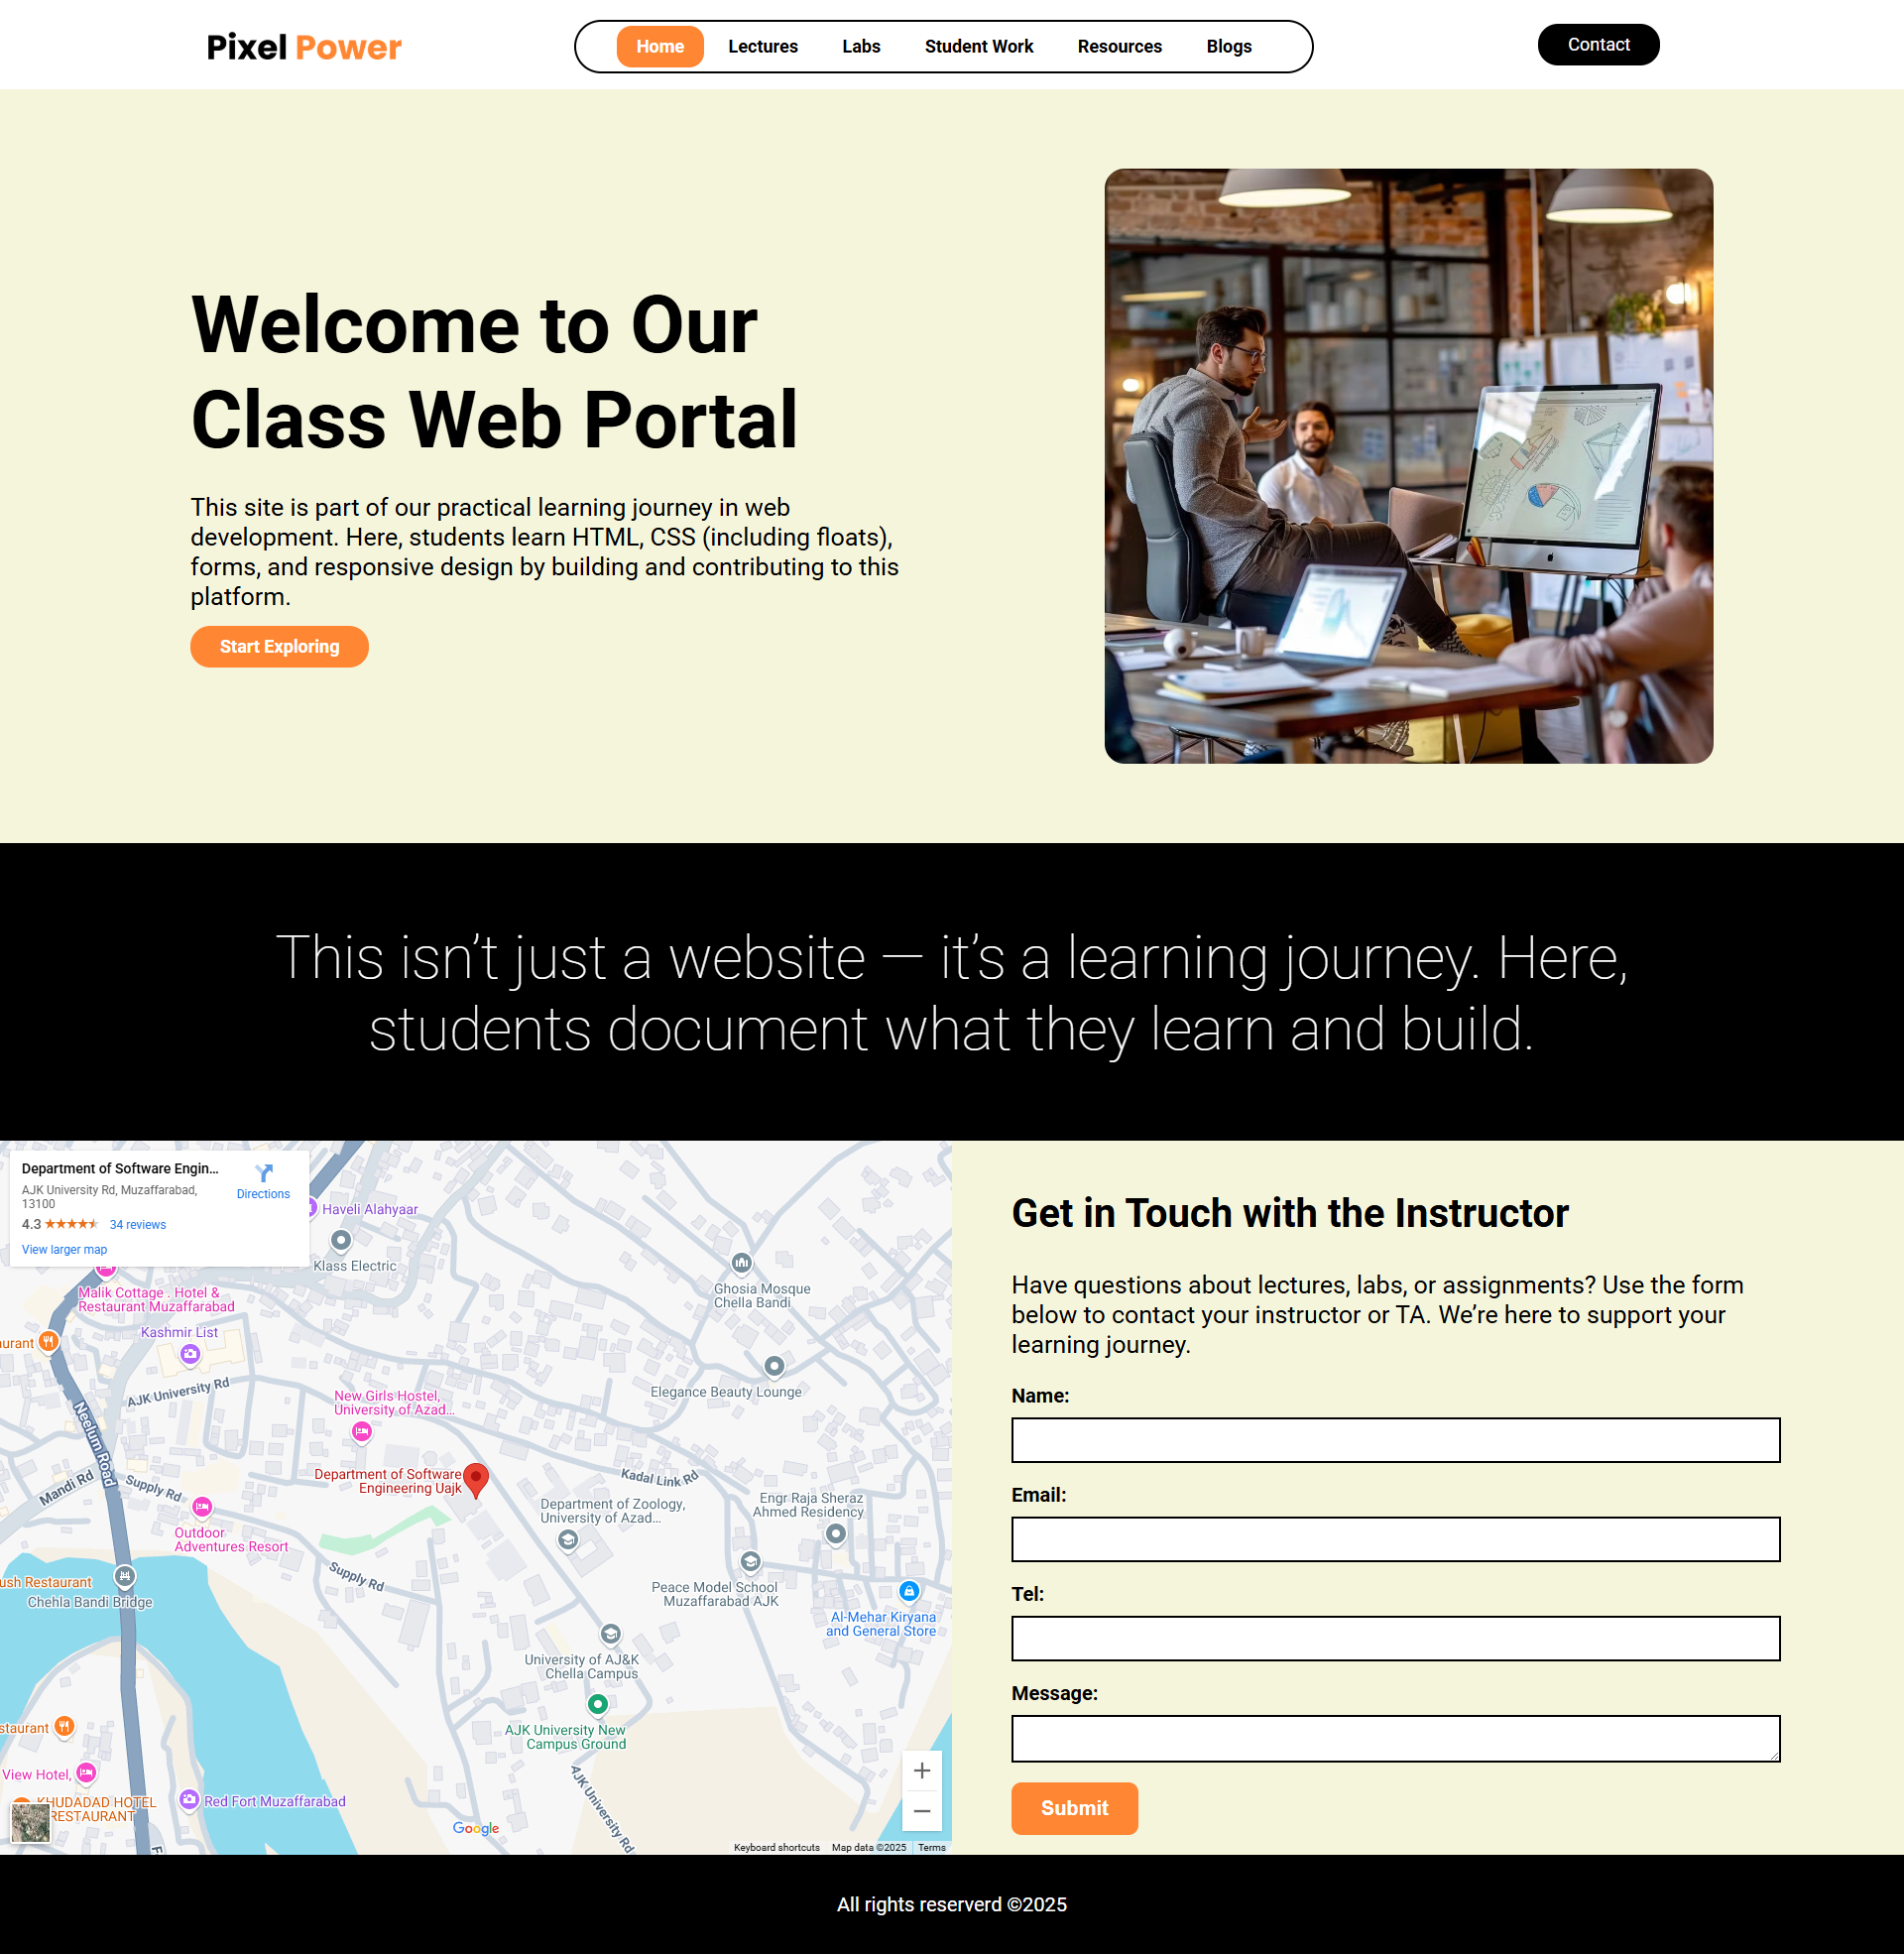 Pixel Power
Home Lectures Labs Student Work Resources Blogs
Contact
Welcome to Our
Class Web Portal
This site is part of our practical learning journey in web
development. Here, students learn HTML, CSS (including floats),
forms, and responsive design by building and contributing to this
platform.
Start Exploring
This isn’t just a website — it’s a learning journey. Here,
students document what they learn and build.
Department of Software Engin...
AJK University Rd, Muzaffarabad,
13100
4.3
34 reviews
View larger map
Directions
Haveli Alahyaar
Klass Electric
Ghosia Mosque
Chella Bandi
Malik Cottage . Hotel &
Restaurant Muzaffarabad
Kashmir List
Elegance Beauty Lounge
AJK University Rd
New Girls Hostel,
University of Azad...
Neelum Road
Mandi Rd
Supply Rd
Department of Software
Engineering Uajk
Kadal Link Rd
Department of Zoology,
University of Azad...
Engr Raja Sheraz
Ahmed Residency
Outdoor
Adventures Resort
Supply Rd
ush Restaurant
Chehla Bandi Bridge
Peace Model School
Muzaffarabad AJK
Al-Mehar Kiryana
and General Store
University of AJ&K
Chella Campus
AJK University New
Campus Ground
View Hotel,
KHUDADAD HOTEL
RESTAURANT
Red Fort Muzaffarabad
AJK University Rd
Google
Keyboard shortcuts
Map data ©2025
Terms
Get in Touch with the Instructor
Have questions about lectures, labs, or assignments? Use the form
below to contact your instructor or TA. We’re here to support your
learning journey.
Name:
Email:
Tel:
Message:
Submit
All rights reserverd ©2025